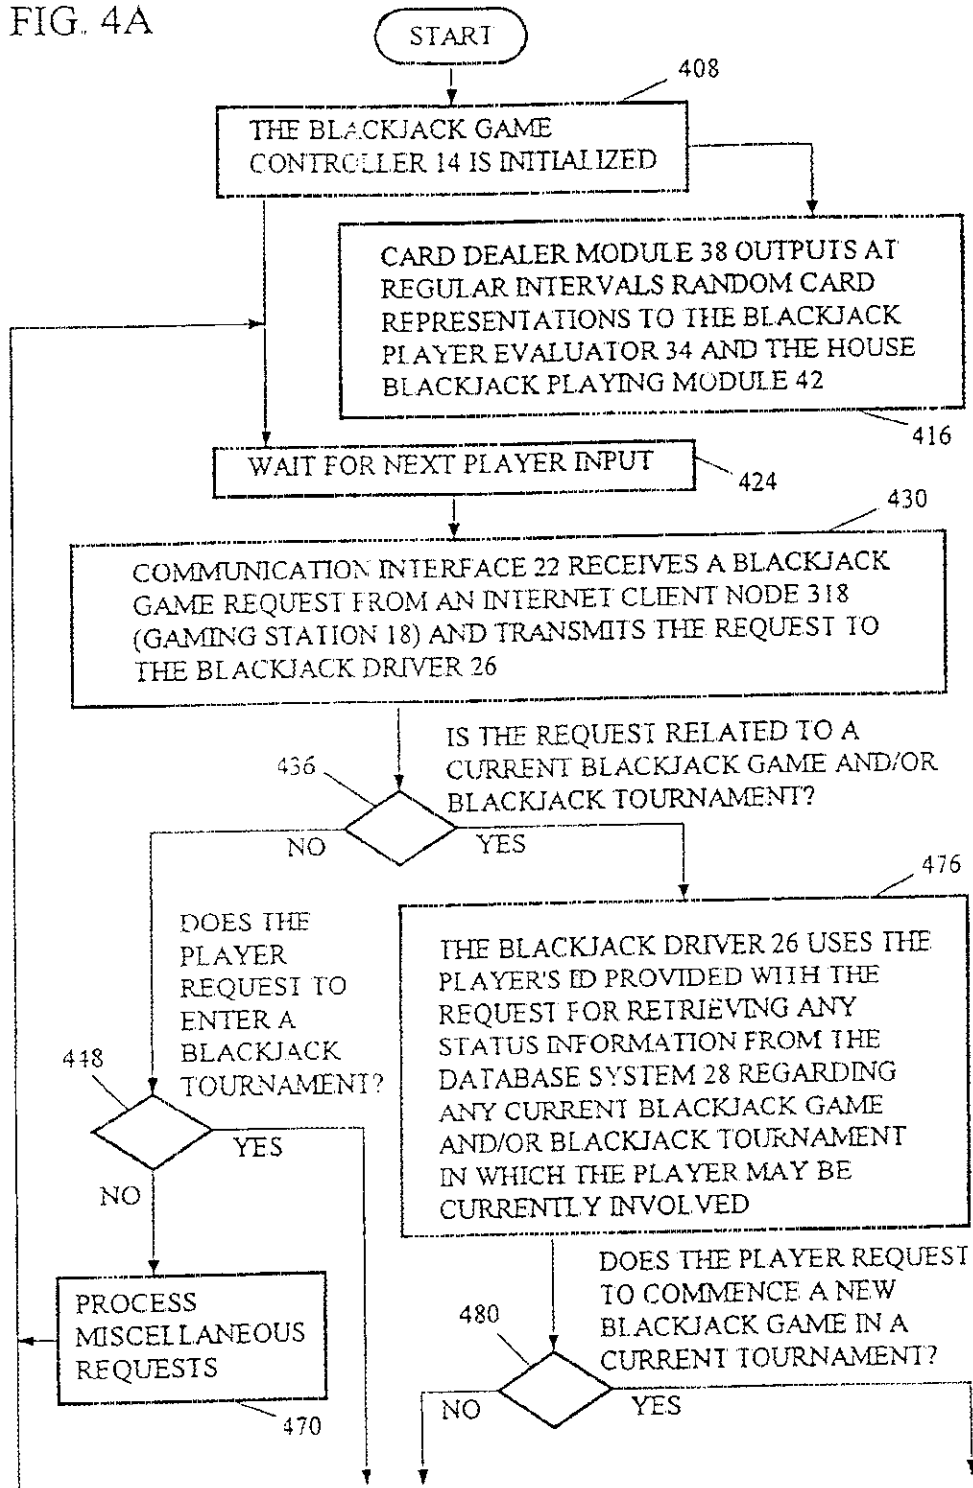 FIG. 4A
START
408
THE BLACKJACK GAME
CONTROLLER 14 IS INITIALIZED
CARD DEALER MODULE 38 OUTPUTS AT
REGULAR INTERVALS RANDOM CARD
REPRESENTATIONS TO THE BLACKJACK
PLAYER EVALUATOR 34 AND THE HOUSE
BLACKJACK PLAYING MODULE 42
416
WAIT FOR NEXT PLAYER INPUT
424
430
COMMUNICATION INTERFACE 22 RECEIVES A BLACKJACK
GAME REQUEST FROM AN INTERNET CLIENT NODE 318
(GAMING STATION 18) AND TRANSMITS THE REQUEST TO
THE BLACKJACK DRIVER 26
IS THE REQUEST RELATED TO A
CURRENT BLACKJACK GAME AND/OR
BLACKJACK TOURNAMENT?
436
NO
YES
476
DOES THE
PLAYER
REQUEST TO
ENTER A
BLACKJACK
TOURNAMENT?
448
YES
NO
THE BLACKJACK DRIVER 26 USES THE
PLAYER'S ID PROVIDED WITH THE
REQUEST FOR RETRIEVING ANY
STATUS INFORMATION FROM THE
DATABASE SYSTEM 28 REGARDING
ANY CURRENT BLACKJACK GAME
AND/OR BLACKJACK TOURNAMENT
IN WHICH THE PLAYER MAY BE
CURRENTLY INVOLVED
PROCESS
MISCELLANEOUS
REQUESTS
470
DOES THE PLAYER REQUEST
TO COMMENCE A NEW
BLACKJACK GAME IN A
CURRENT TOURNAMENT?
480
NO
YES